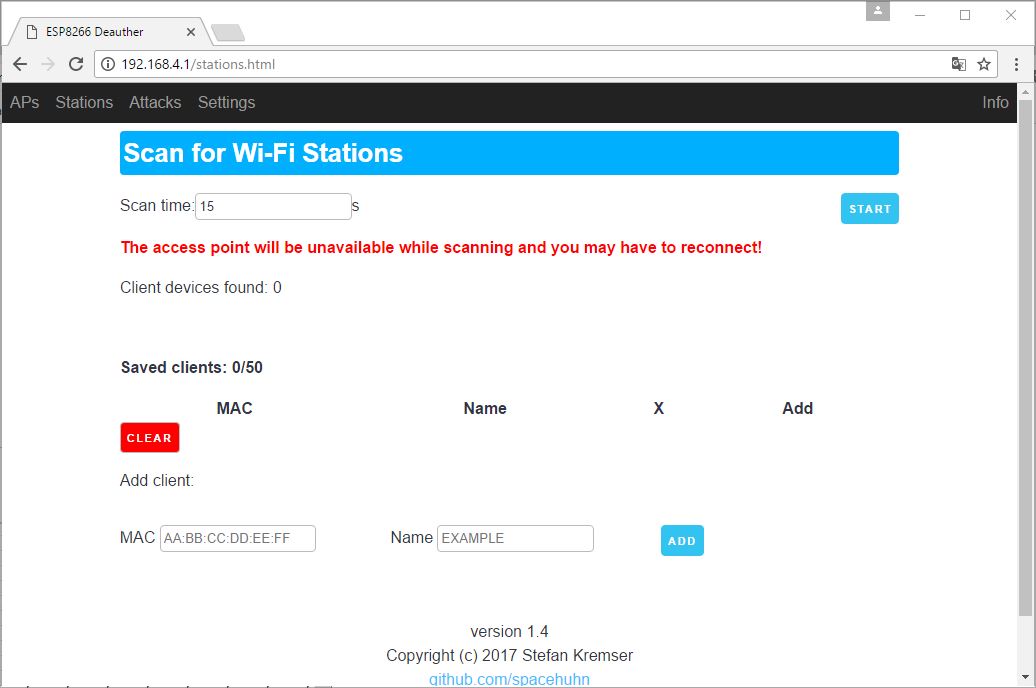 ESP8266 Deauther
192.168.4.1/stations.html
APs Stations Attacks Settings Info
Scan for Wi-Fi Stations
Scan time: 15 s START
The access point will be unavailable while scanning and you may have to reconnect!
Client devices found: 0
Saved clients: 0/50
MAC Name X Add
CLEAR
Add client:
MAC AA:BB:CC:DD:EE:FF Name EXAMPLE ADD
version 1.4
Copyright (c) 2017 Stefan Kremser
github.com/spacehuhn